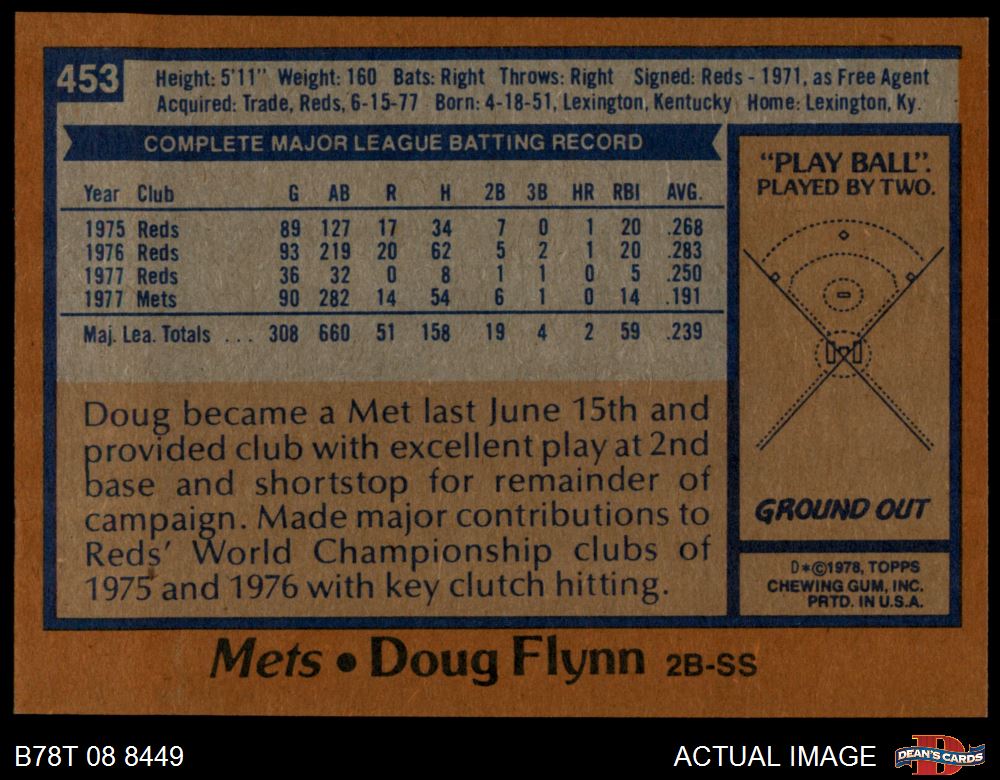 453
Height: 5'11" Weight: 160 Bats: Right Throws: Right Signed: Reds - 1971, as Free Agent
Acquired: Trade, Reds, 6-15-77 Born: 4-18-51, Lexington, Kentucky Home: Lexington, Ky.
COMPLETE MAJOR LEAGUE BATTING RECORD
Year Club G AB R H 2B 3B HR RBI AVG.
1975 Reds 89 127 17 34 7 0 1 20 .268
1976 Reds 93 219 20 62 5 2 1 20 .283
1977 Reds 36 32 0 8 1 1 0 5 .250
1977 Mets 90 282 14 54 6 1 0 14 .191
Maj. Lea. Totals . . . 308 660 51 158 19 4 2 59 .239
Doug became a Met last June 15th and
provided club with excellent play at 2nd
base and shortstop for remainder of
campaign. Made major contributions to
Reds' World Championship clubs of
1975 and 1976 with key clutch hitting.
"PLAY BALL".
PLAYED BY TWO.
GROUND OUT
D*©1978, TOPPS
CHEWING GUM, INC.
PRTD. IN U.S.A.
Mets • Doug Flynn 2B-SS
B78T 08 8449
ACTUAL IMAGE
D
DEAN'S CARDS